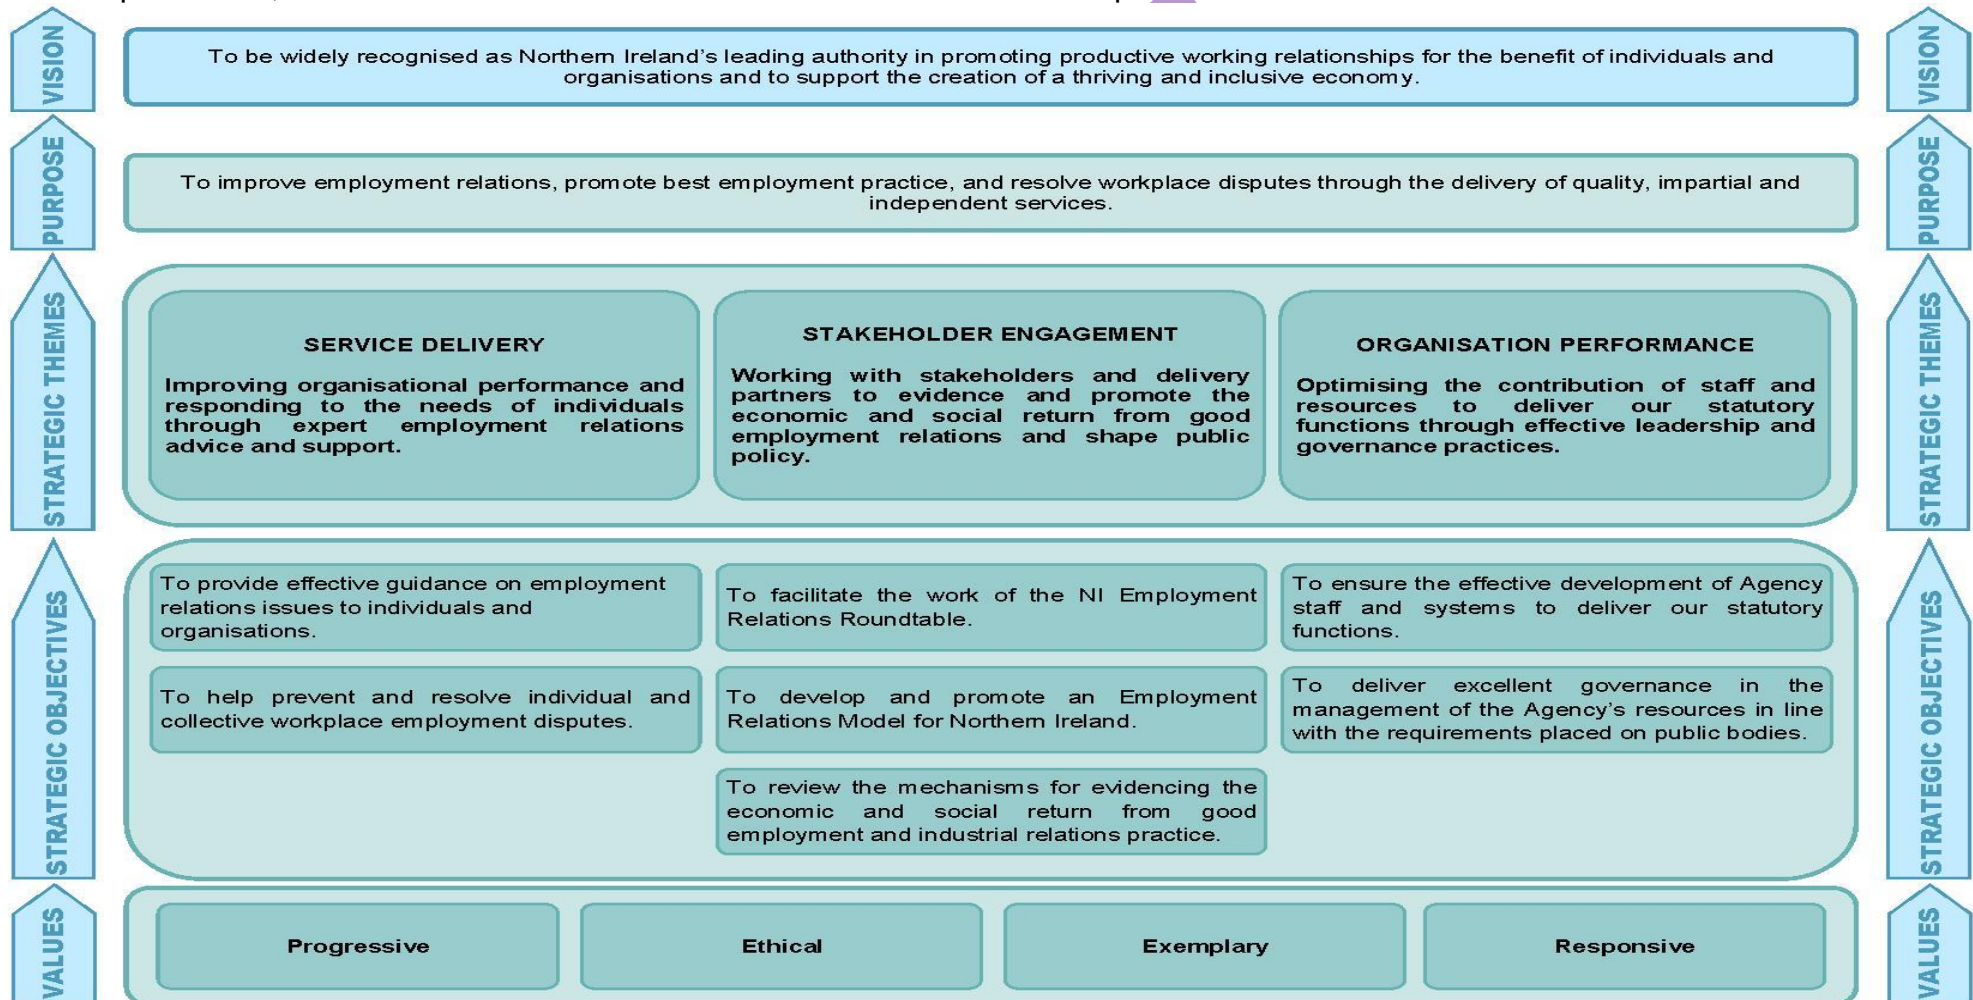 VISION
To be widely recognised as Northern Ireland's leading authority in promoting productive working relationships for the benefit of individuals and
organisations and to support the creation of a thriving and inclusive economy.
VISION
PURPOSE
To improve employment relations, promote best employment practice, and resolve workplace disputes through the delivery of quality, impartial and
independent services.
PURPOSE
STRATEGIC THEMES
SERVICE DELIVERY
Improving organisational performance and
responding to the needs of individuals
through expert employment relations
advice and support.
STAKEHOLDER ENGAGEMENT
Working with stakeholders and delivery
partners to evidence and promote the
economic and social return from good
employment relations and shape public
policy.
ORGANISATION PERFORMANCE
Optimising the contribution of staff and
resources to deliver our statutory
functions through effective leadership and
governance practices.
STRATEGIC THEMES
STRATEGIC OBJECTIVES
To provide effective guidance on employment
relations issues to individuals and
organisations.
To facilitate the work of the NI Employment
Relations Roundtable.
To ensure the effective development of Agency
staff and systems to deliver our statutory
functions.
To help prevent and resolve individual and
collective workplace employment disputes.
To develop and promote an Employment
Relations Model for Northern Ireland.
To deliver excellent governance in the
management of the Agency's resources in line
with the requirements placed on public bodies.
To review the mechanisms for evidencing the
economic and social return from good
employment and industrial relations practice.
STRATEGIC OBJECTIVES
VALUES
Progressive
Ethical
Exemplary
Responsive
VALUES